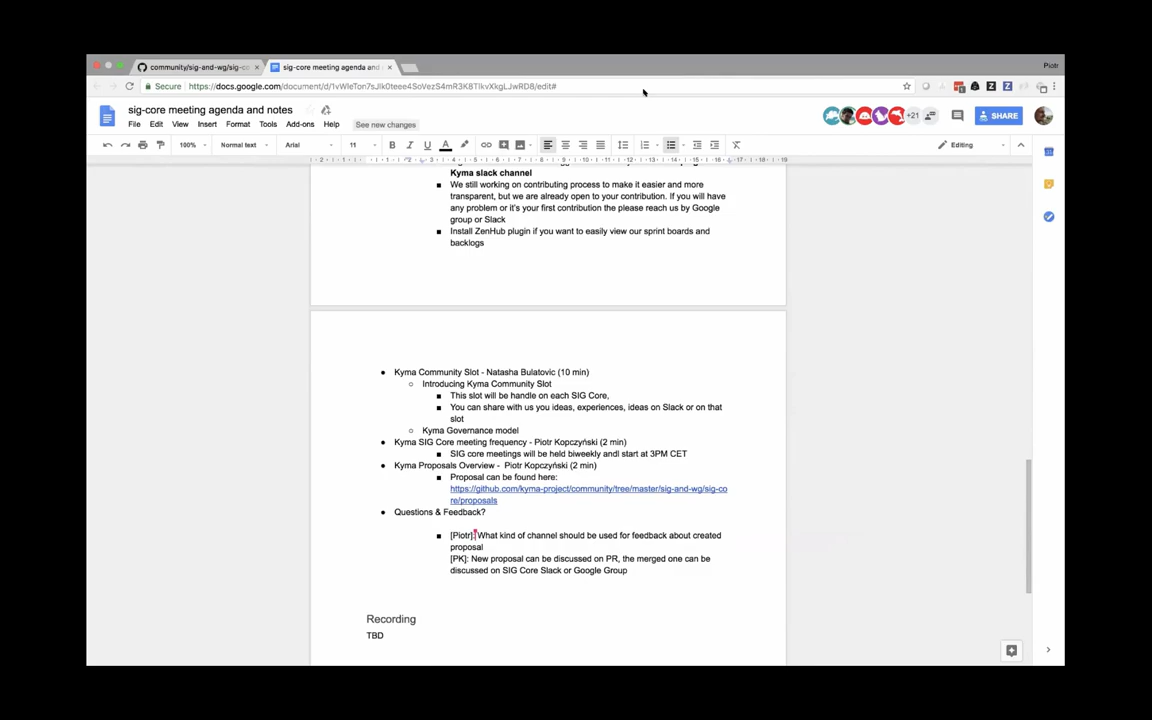 Piotr
community/sig-and-wg/sig-co
sig-core meeting agenda and
Secure
https://docs.google.com/document/d/1vWleTon7sJlk0teee4SoVezS4mR3K8TlkvXkgLJwRD8/edit#
sig-core meeting agenda and notes
File Edit View Insert Format Tools Add-ons Help See new changes
+21
SHARE
100% Normal text Arial 11
Editing
Kyma slack channel
We still working on contributing process to make it easier and more
transparent, but we are already open to your contribution. If you will have
any problem or it's your first contribution the please reach us by Google
group or Slack
Install ZenHub plugin if you want to easily view our sprint boards and
backlogs
Kyma Community Slot - Natasha Bulatovic (10 min)
Introducing Kyma Community Slot
This slot will be handle on each SIG Core,
You can share with us you ideas, experiences, ideas on Slack or on that
slot
Kyma Governance model
Kyma SIG Core meeting frequency - Piotr Kopczyński (2 min)
SIG core meetings will be held biweekly andl start at 3PM CET
Kyma Proposals Overview - Piotr Kopczyński (2 min)
Proposal can be found here:
https://github.com/kyma-project/community/tree/master/sig-and-wg/sig-co
re/proposals
Questions & Feedback?
[Piotr]: What kind of channel should be used for feedback about created
proposal
[PK]: New proposal can be discussed on PR, the merged one can be
discussed on SIG Core Slack or Google Group
Recording
TBD